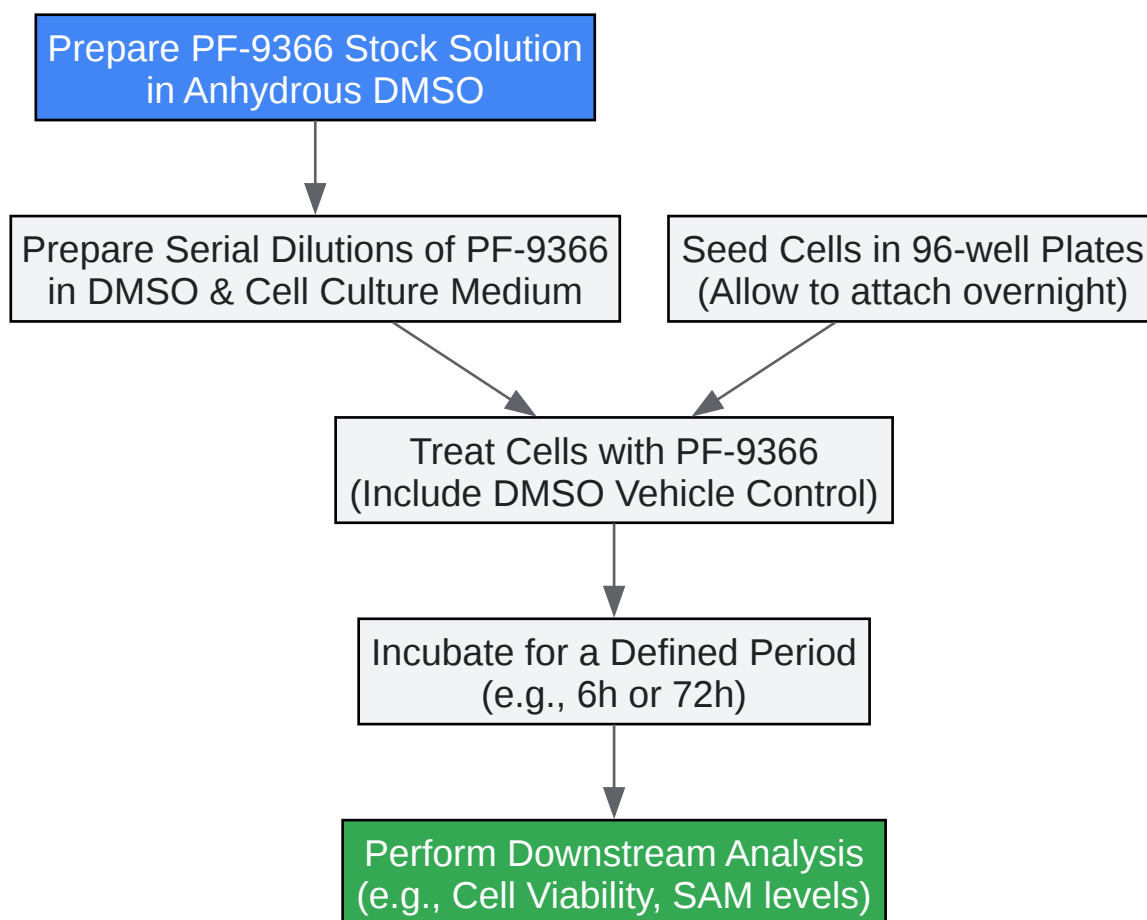 Prepare PF-9366 Stock Solution
in Anhydrous DMSO
Prepare Serial Dilutions of PF-9366
in DMSO & Cell Culture Medium
Seed Cells in 96-well Plates
(Allow to attach overnight)
Treat Cells with PF-9366
(Include DMSO Vehicle Control)
Incubate for a Defined Period
(e.g., 6h or 72h)
Perform Downstream Analysis
(e.g., Cell Viability, SAM levels)